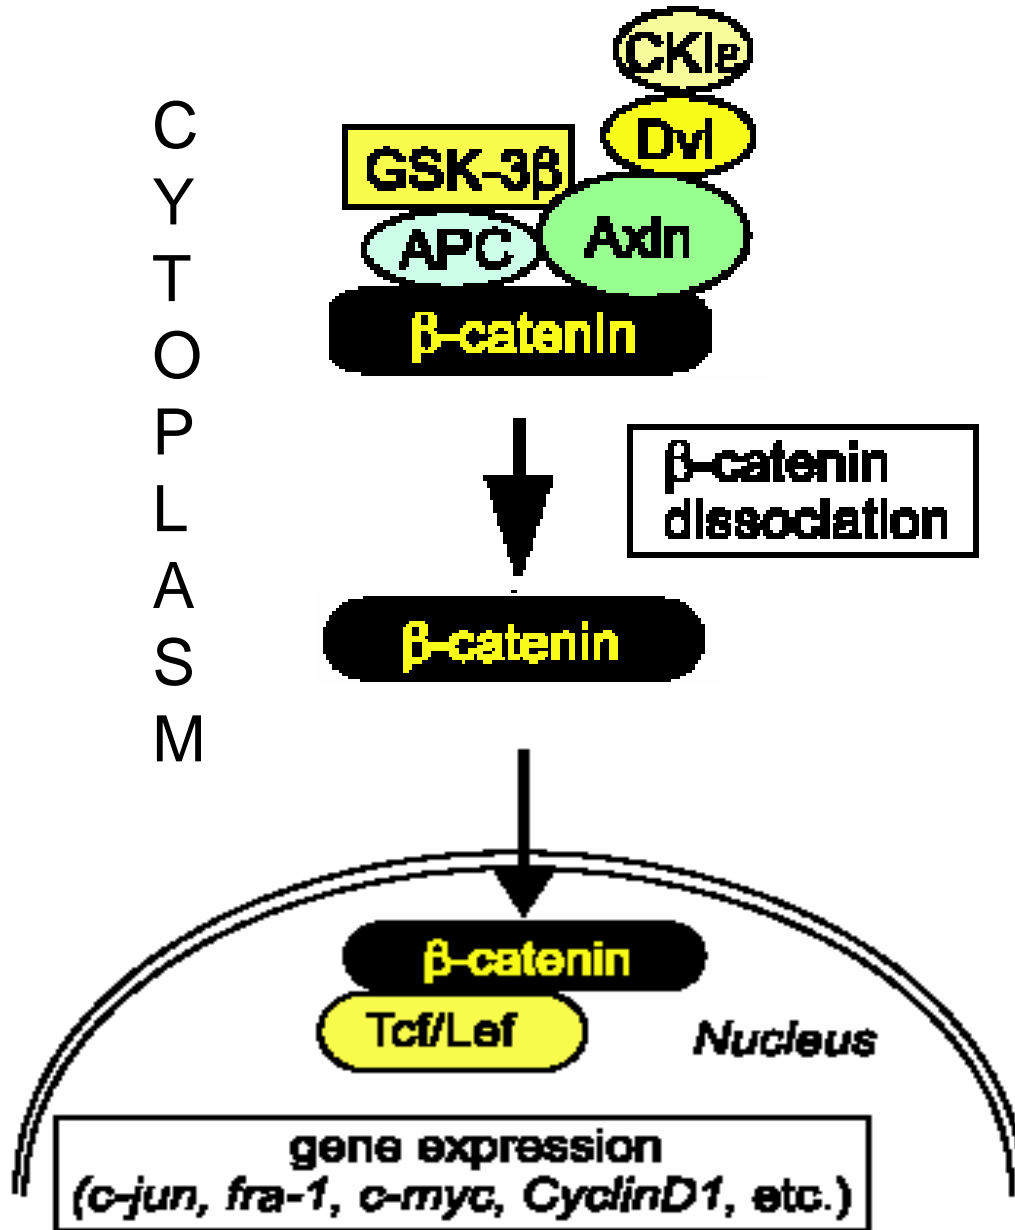 CKIε
Dvl
GSK-3β
Axin
APC
β-catenin
CYTOPLASM
β-catenin
dissociation
β-catenin
β-catenin
Tcf/Lef
Nucleus
gene expression
(c-jun, fra-1, c-myc, CyclinD1, etc.)